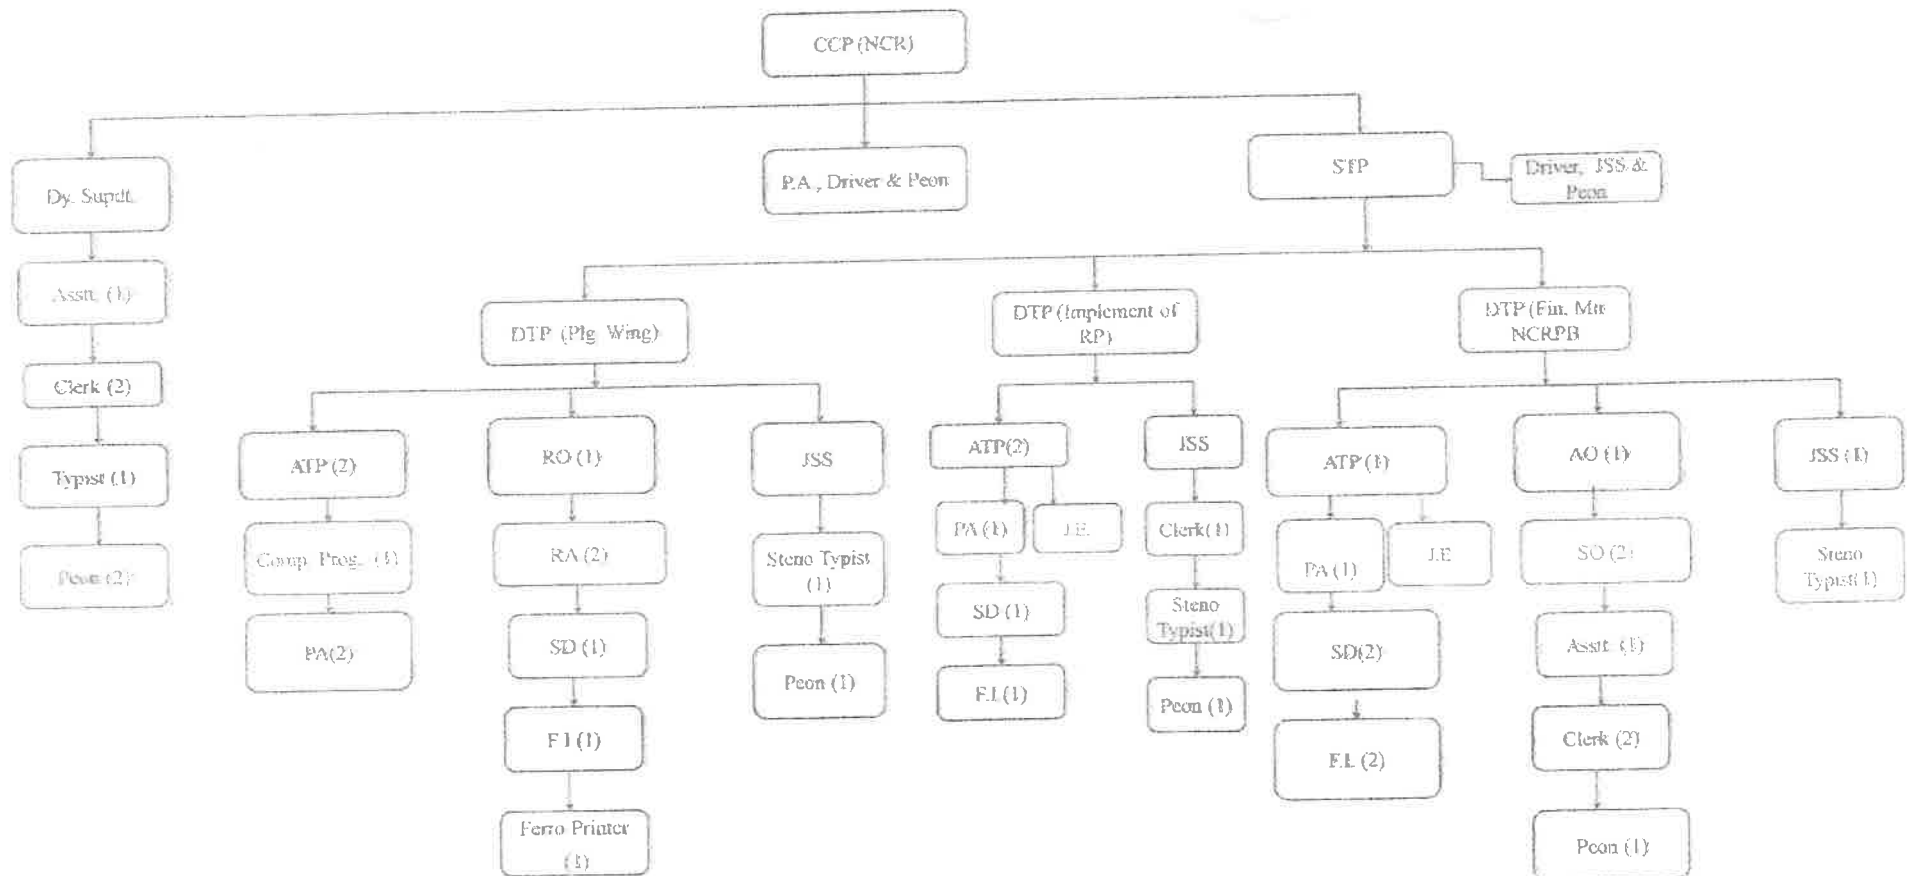 CCP (NCR)
P.A , Driver & Peon
STP
Driver, JSS &
Peon
Dy. Supdt.
Asstt. (1)
Clerk (2)
Typist (1)
Peon (2)
DTP (Plg. Wing)
DTP (Implement of
RP)
DTP (Fin. Mtr.
NCRPB
ATP (2)
Comp. Prog. (1)
PA(2)
RO (1)
RA (2)
SD (1)
F I (1)
Ferro Printer
(1)
JSS
Steno Typist
(1)
Peon (1)
ATP(2)
PA (1)
J.E.
SD (1)
F.I. (1)
JSS
Clerk(1)
Steno
Typist(1)
Peon (1)
ATP (1)
PA (1)
J.E
SD(2)
F.I. (2)
AO (1)
SO (2)
Asstt. (1)
Clerk (2)
Peon (1)
JSS (1)
Steno
Typist(1)